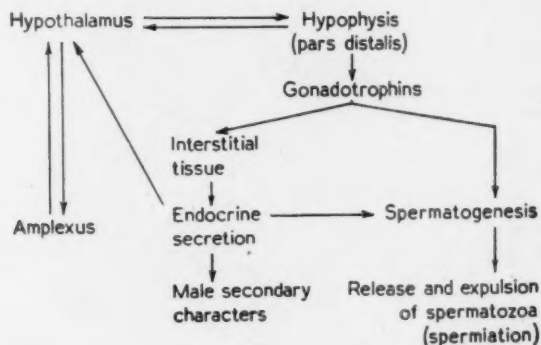 Hypothalamus
Hypophysis
(pars distalis)
Gonadotrophins
Interstitial
tissue
Amplexus
Endocrine
secretion
Spermatogenesis
Male secondary
characters
Release and expulsion
of spermatozoa
(spermiation)